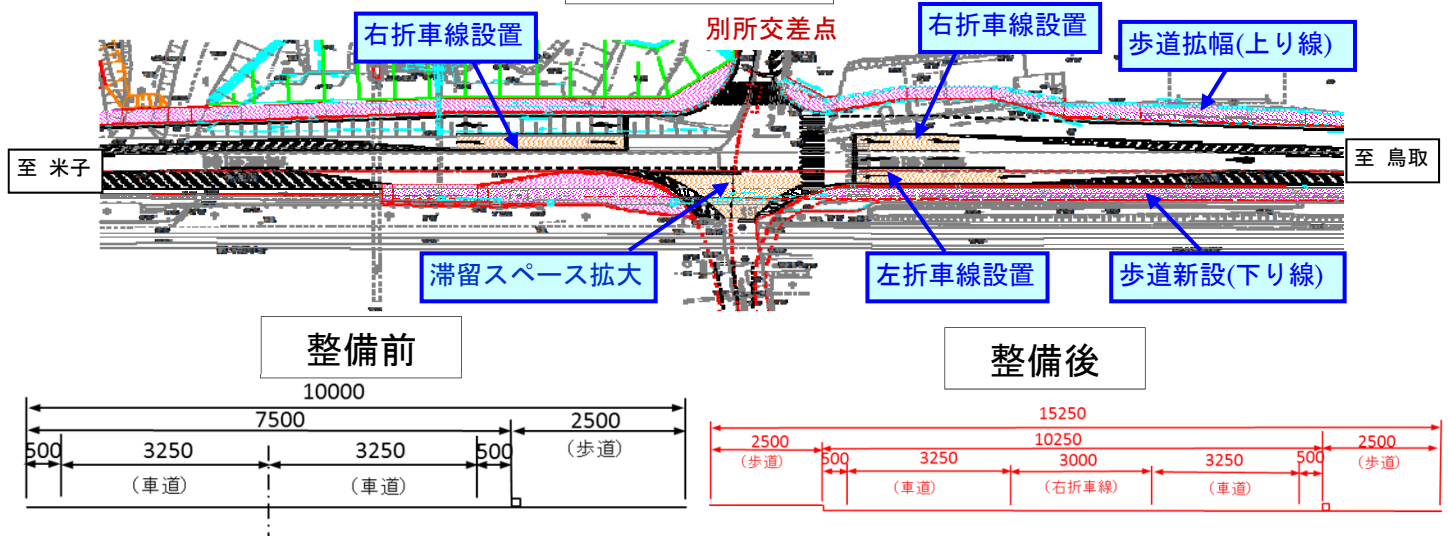 右折車線設置
別所交差点
右折車線設置
歩道拡幅(上り線)
至 米子
至 鳥取
滞留スペース拡大
左折車線設置
歩道新設(下り線)
整備前
10000
7500
2500
(歩道)
500
3250
3250
500
(車道)
(車道)
整備後
15250
2500
10250
2500
(歩道)
500
3250
3000
3250
500
(歩道)
(車道)
(右折車線)
(車道)